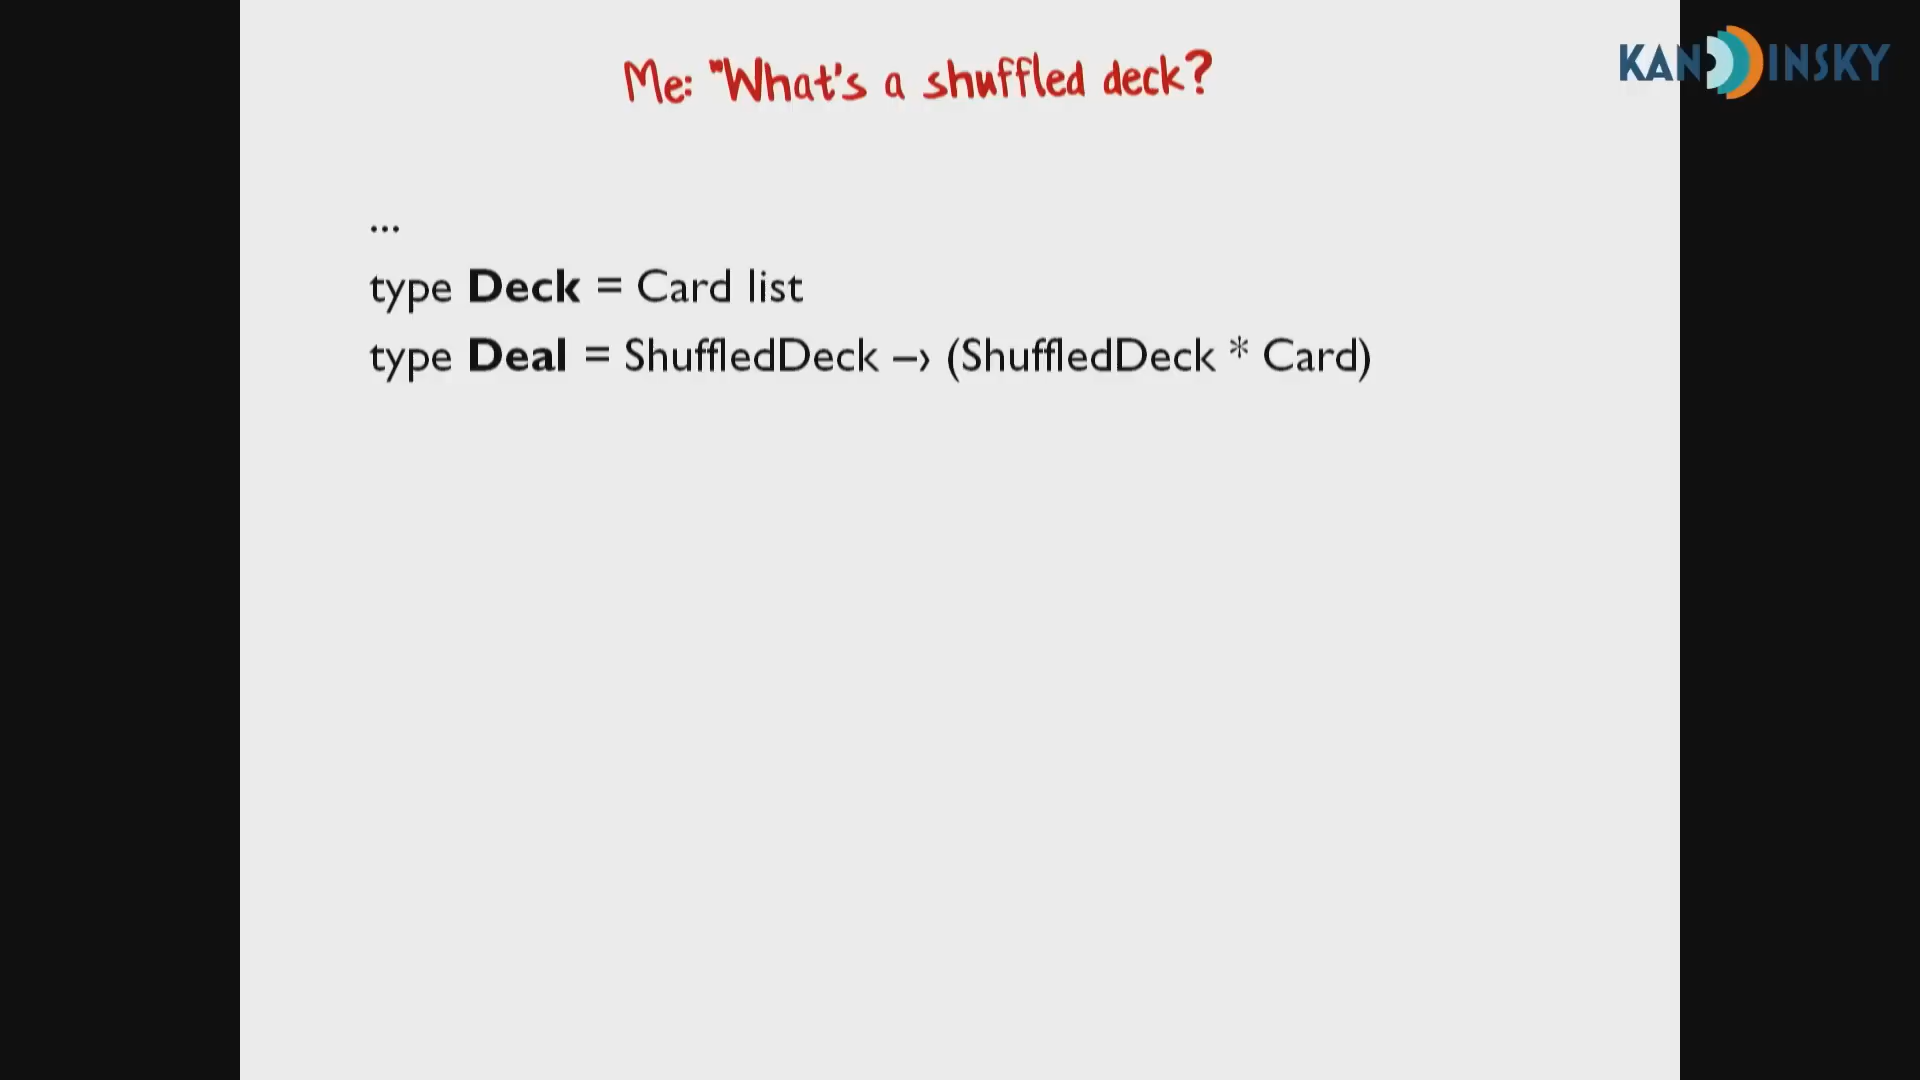 Me: "What's a shuffled deck?
KANDINSKY
...
type Deck = Card list
type Deal = ShuffledDeck –› (ShuffledDeck * Card)